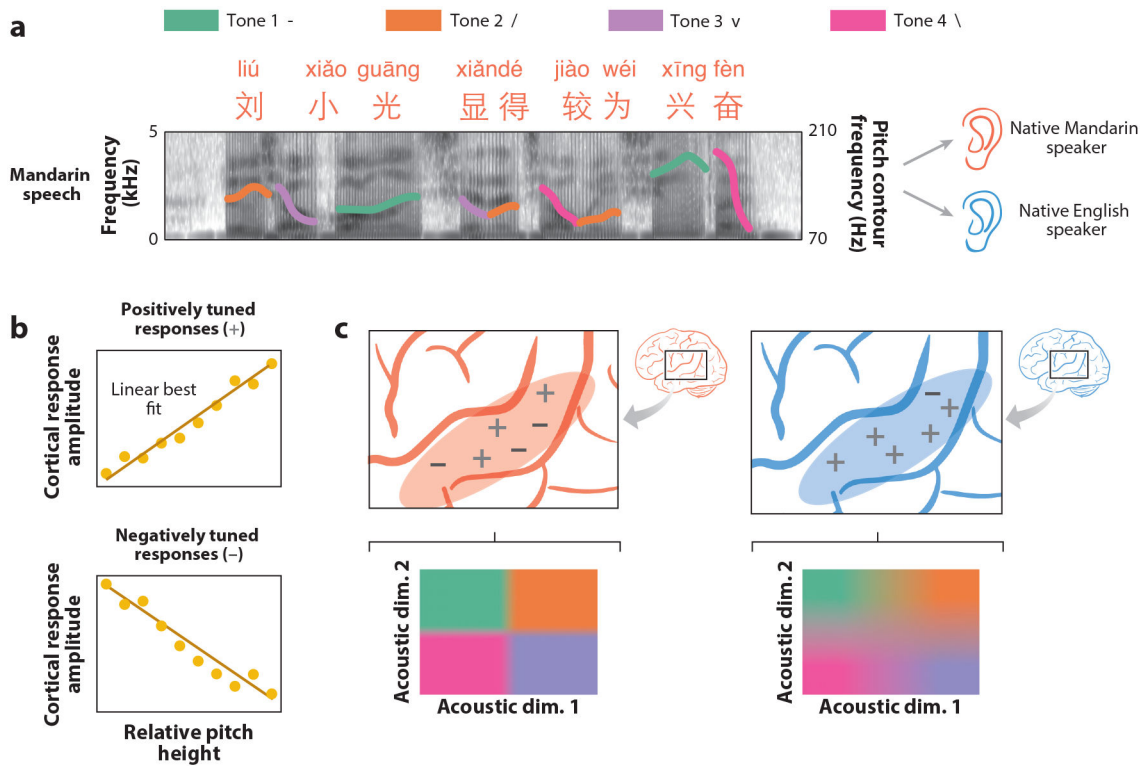 a
Tone 1 -
Tone 2 /
Tone 3 v
Tone 4 \
liú xiǎo guāng xiǎndé jiào wéi xīng fèn
刘 小 光 显 得 较 为 兴 奋
Mandarin
speech
Frequency
(kHz)
5
0
210
70
Pitch contour
frequency (Hz)
Native Mandarin
speaker
Native English
speaker
b
Positively tuned
responses (+)
Cortical response
amplitude
Linear best
fit
Negatively tuned
responses (–)
Cortical response
amplitude
Relative pitch
height
c
+
+
–
+
–
–
–
+
+
+
+
+
Acoustic dim. 2
Acoustic dim. 1
Acoustic dim. 2
Acoustic dim. 1